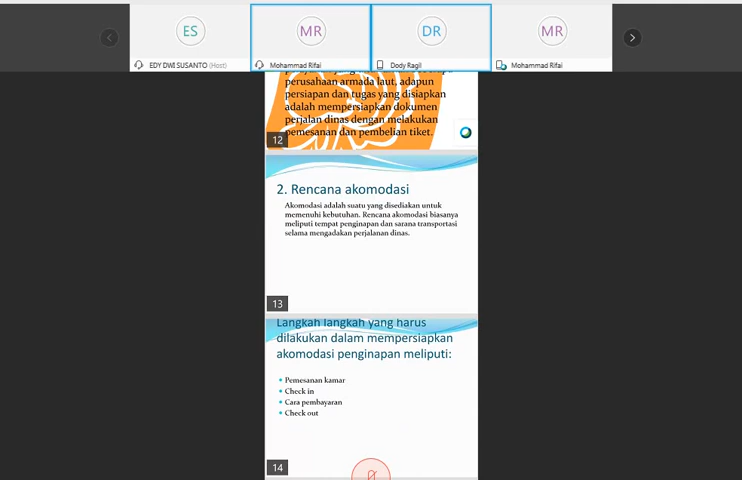 ES
MR
DR
MR
EDY DWI SUSANTO (Host)
Mohammad Rifai
Dody Ragil
Mohammad Rifai
perusahaan armada laut, adapun
persiapan dan tugas yang disiapkan
adalah mempersiapkan dokumen
perjalan dinas dengan melakukan
pemesanan dan pembelian tiket.
12
2. Rencana akomodasi
Akomodasi adalah suatu yang disediakan untuk
memenuhi kebutuhan. Rencana akomodasi biasanya
meliputi tempat penginapan dan sarana transportasi
selama mengadakan perjalanan dinas.
13
Langkah langkah yang harus
dilakukan dalam mempersiapkan
akomodasi penginapan meliputi:
• Pemesanan kamar
• Check in
• Cara pembayaran
• Check out
14